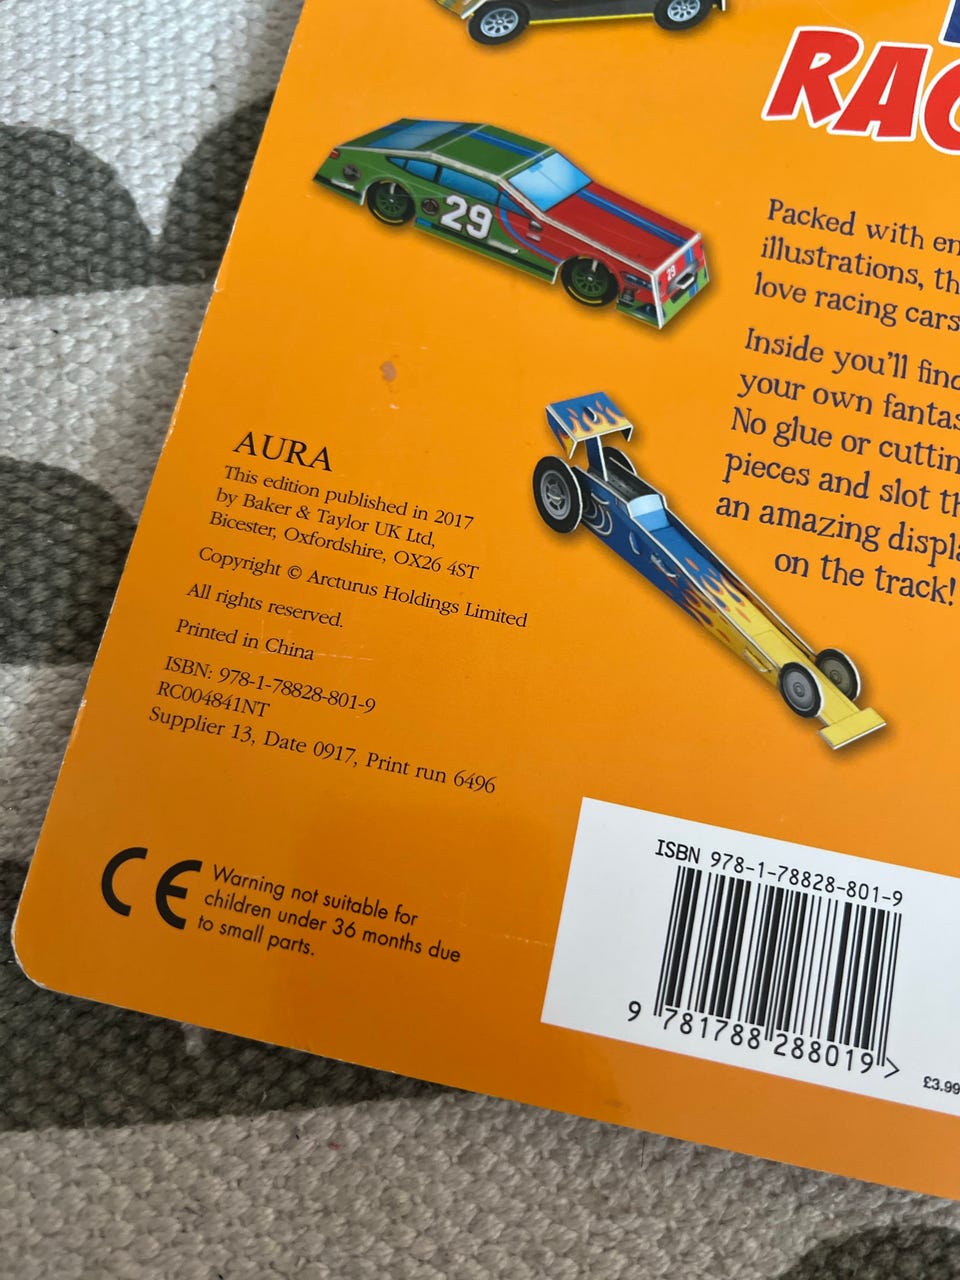 RAC
29
29
Packed with en
illustrations, th
love racing cars
Inside you'll find
your own fantas
No glue or cuttin
pieces and slot th
an amazing displa
on the track!
AURA
This edition published in 2017
by Baker & Taylor UK Ltd,
Bicester, Oxfordshire, OX26 4ST
Copyright © Arcturus Holdings Limited
All rights reserved.
Printed in China
ISBN: 978-1-78828-801-9
RC004841NT
Supplier 13, Date 0917, Print run 6496
CE
Warning not suitable for
children under 36 months due
to small parts.
ISBN 978-1-78828-801-9
9 781788 288019 >
£3.99